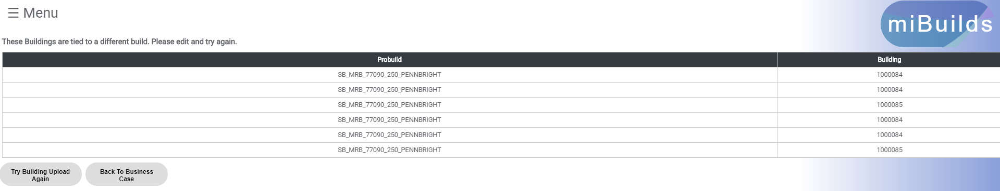 ☰ Menu
miBuilds
These Buildings are tied to a different build. Please edit and try again.
Probuild Building
SB_MRB_77090_250_PENNBRIGHT 1000084
SB_MRB_77090_250_PENNBRIGHT 1000084
SB_MRB_77090_250_PENNBRIGHT 1000085
SB_MRB_77090_250_PENNBRIGHT 1000084
SB_MRB_77090_250_PENNBRIGHT 1000084
SB_MRB_77090_250_PENNBRIGHT 1000085
Try Building Upload
Again
Back To Business
Case